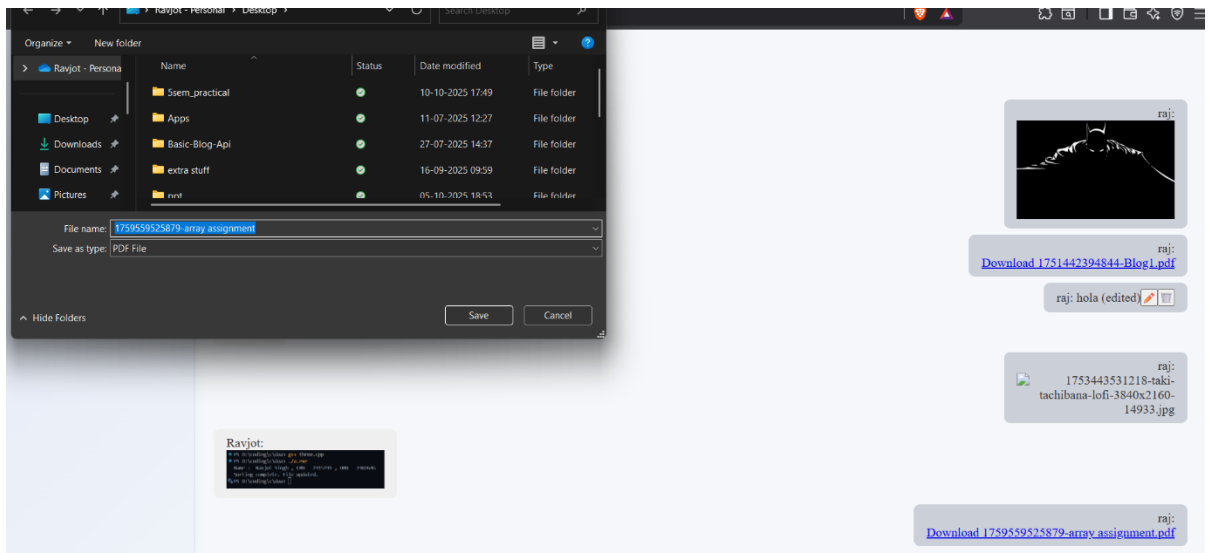 Ravjot - Personal > Desktop >
Search Desktop
Organize
New folder
Ravjot - Persona
Name
Status
Date modified
Type
5sem_practical
10-10-2025 17:49
File folder
Desktop
Apps
11-07-2025 12:27
File folder
Downloads
Basic-Blog-Api
27-07-2025 14:37
File folder
Documents
extra stuff
16-09-2025 09:59
File folder
Pictures
ppt
05-10-2025 18:53
File folder
File name: 1759559525879-array assignment
Save as type: PDF File
Hide Folders
Save
Cancel
raj:
raj:
Download 1751442394844-Blog1.pdf
raj: hola (edited)
raj:
1753443531218-taki-
tachibana-lofi-3840x2160-
14933.jpg
Ravjot:
Sorting complete. File updated.
raj:
Download 1759559525879-array assignment.pdf